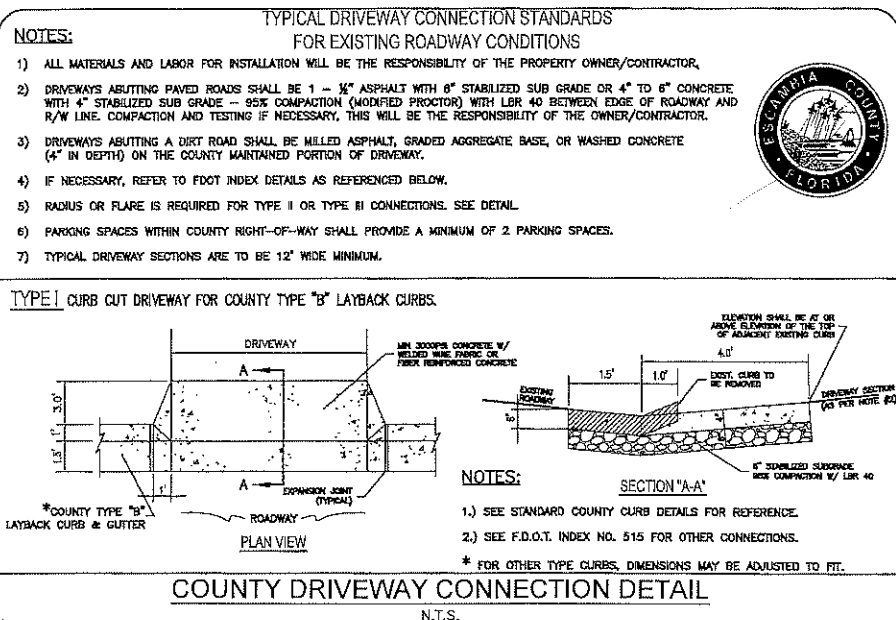 TYPICAL DRIVEWAY CONNECTION STANDARDS
FOR EXISTING ROADWAY CONDITIONS
NOTES:
1) ALL MATERIALS AND LABOR FOR INSTALLATION WILL BE THE RESPONSIBILITY OF THE PROPERTY OWNER/CONTRACTOR.
2) DRIVEWAYS ABUTTING PAVED ROADS SHALL BE 1 - ½" ASPHALT WITH 6" STABILIZED SUB GRADE OR 4" TO 6" CONCRETE
WITH 4" STABILIZED SUB GRADE - 95% COMPACTION (MODIFIED PROCTOR) WITH LBR 40 BETWEEN EDGE OF ROADWAY AND
R/W LINE. COMPACTION AND TESTING IF NECESSARY, THIS WILL BE THE RESPONSIBILITY OF THE OWNER/CONTRACTOR.
3) DRIVEWAYS ABUTTING A DIRT ROAD SHALL BE MILLED ASPHALT, GRADED AGGREGATE BASE, OR WASHED CONCRETE
(4" IN DEPTH) ON THE COUNTY MAINTAINED PORTION OF DRIVEWAY.
4) IF NECESSARY, REFER TO FDOT INDEX DETAILS AS REFERENCED BELOW.
5) RADIUS OR FLARE IS REQUIRED FOR TYPE II OR TYPE III CONNECTIONS. SEE DETAIL
6) PARKING SPACES WITHIN COUNTY RIGHT-OF-WAY SHALL PROVIDE A MINIMUM OF 2 PARKING SPACES.
7) TYPICAL DRIVEWAY SECTIONS ARE TO BE 12' WIDE MINIMUM.
ESCAMBIA COUNTY
FLORIDA
TYPE I CURB CUT DRIVEWAY FOR COUNTY TYPE "B" LAYBACK CURBS.
DRIVEWAY
A
MIN 3000PSI CONCRETE W/
WELDED WIRE FABRIC OR
FIBER REINFORCED CONCRETE
3.0'
1'
1.5'
1'
A
EXPANSION JOINT
(TYPICAL)
*COUNTY TYPE "B"
LAYBACK CURB & GUTTER
ROADWAY
PLAN VIEW
ELEVATION SHALL BE AT OR
ABOVE ELEVATION OF THE TOP
OF ADJACENT EXISTING CURB
4.0'
1.5'
1.0'
EXIST. CURB TO
BE REMOVED
EXISTING
ROADWAY
DRIVEWAY SECTION
(AS PER NOTE #2)
6"
4"
6" STABILIZED SUBGRADE
95% COMPACTION W/ LBR 40
SECTION "A-A"
NOTES:
1.) SEE STANDARD COUNTY CURB DETAILS FOR REFERENCE.
2.) SEE F.D.O.T. INDEX NO. 515 FOR OTHER CONNECTIONS.
* FOR OTHER TYPE CURBS, DIMENSIONS MAY BE ADJUSTED TO FIT.
COUNTY DRIVEWAY CONNECTION DETAIL
N.T.S.